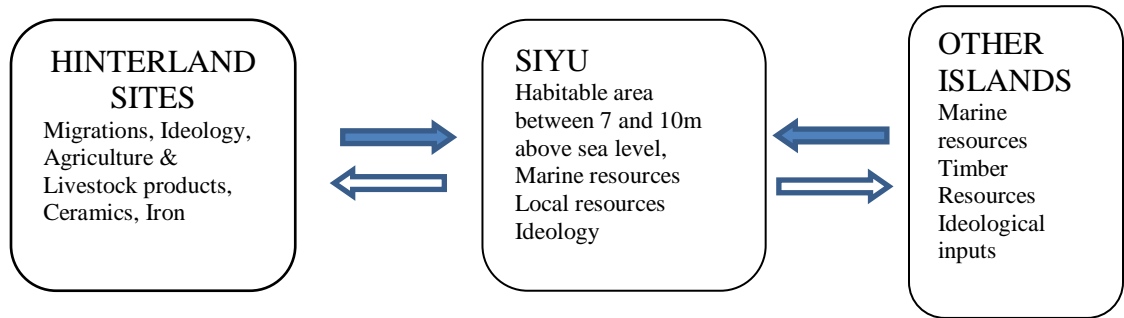 HINTERLAND
SITES
Migrations, Ideology,
Agriculture &
Livestock products,
Ceramics, Iron
SIYU
Habitable area
between 7 and 10m
above sea level,
Marine resources
Local resources
Ideology
OTHER
ISLANDS
Marine
resources
Timber
Resources
Ideological
inputs